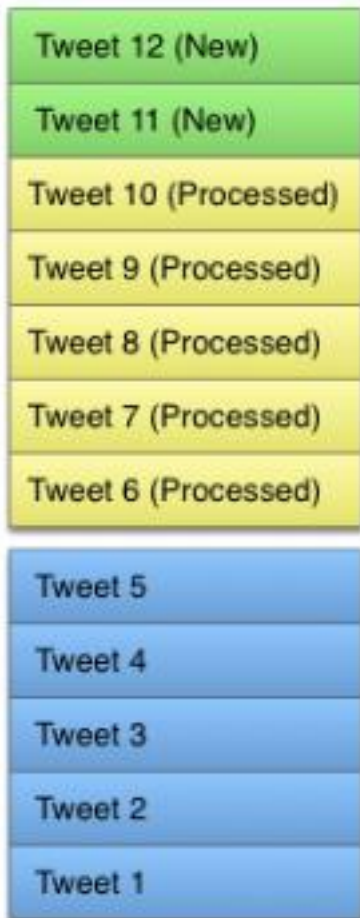 Tweet 12 (New)
Tweet 11 (New)
Tweet 10 (Processed)
Tweet 9 (Processed)
Tweet 8 (Processed)
Tweet 7 (Processed)
Tweet 6 (Processed)
Tweet 5
Tweet 4
Tweet 3
Tweet 2
Tweet 1